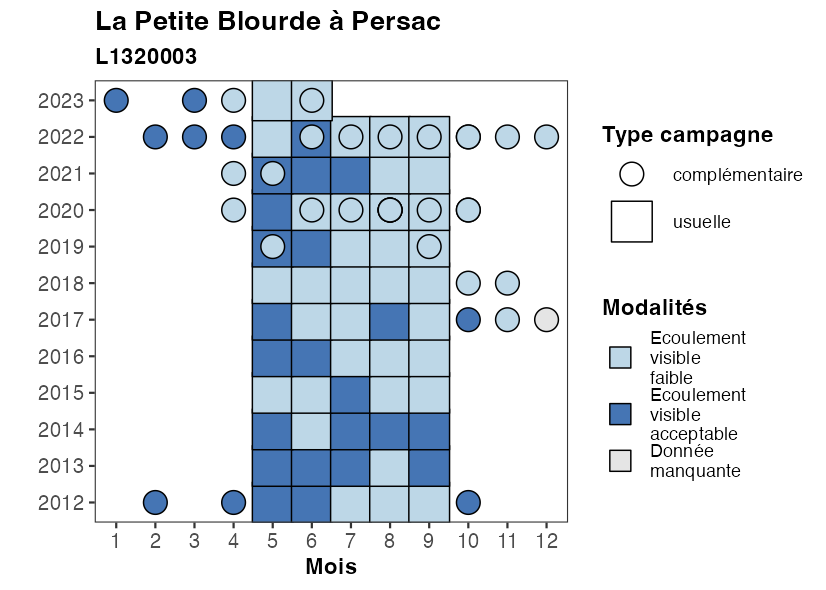 La Petite Blourde à Persac
L1320003
2023
2022
2021
2020
2019
2018
2017
2016
2015
2014
2013
2012
1 2 3 4 5 6 7 8 9 10 11 12
Mois
Type campagne
complémentaire
usuelle
Modalités
Ecoulement
visible
faible
Ecoulement
visible
acceptable
Donnée
manquante